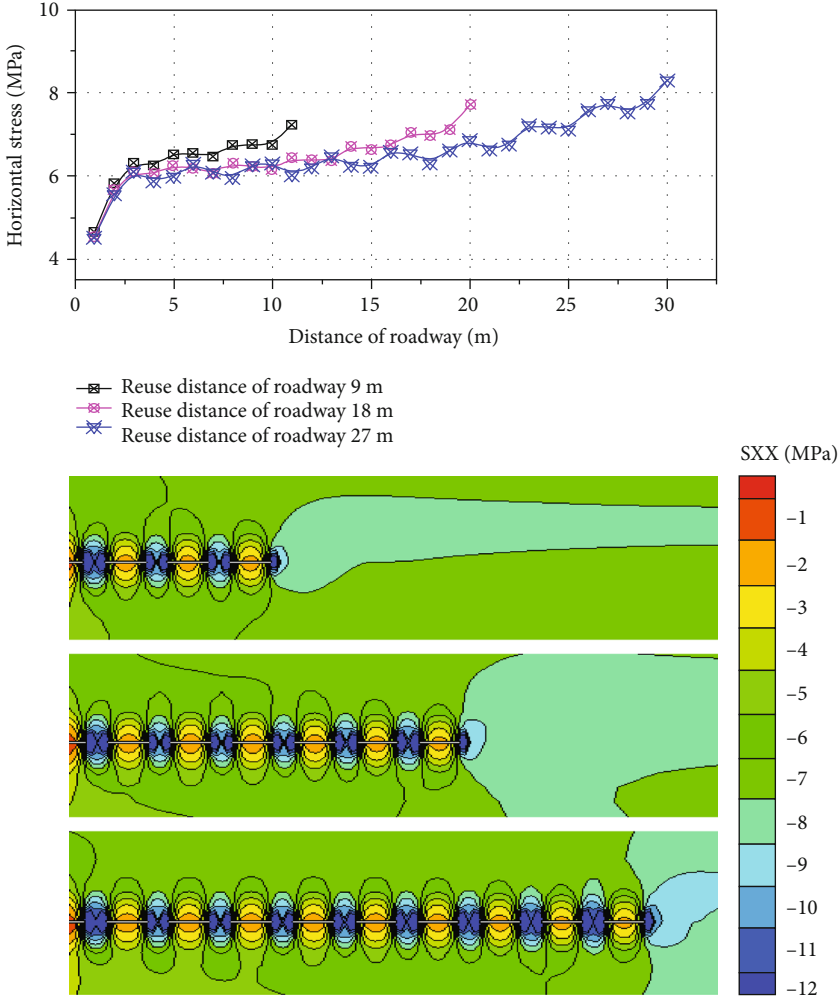 10
8
6
4
Horizontal stress (MPa)
0 5 10 15 20 25 30
Distance of roadway (m)
Reuse distance of roadway 9 m
Reuse distance of roadway 18 m
Reuse distance of roadway 27 m
SXX (MPa)
–1
–2
–3
–4
–5
–6
–7
–8
–9
–10
–11
–12